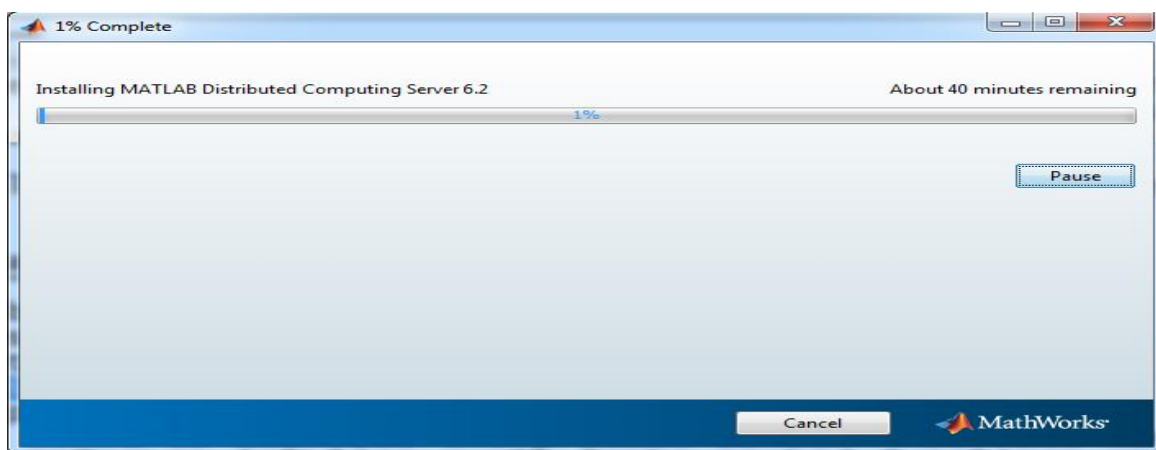 1% Complete
Installing MATLAB Distributed Computing Server 6.2 About 40 minutes remaining
1%
Pause
Cancel MathWorks